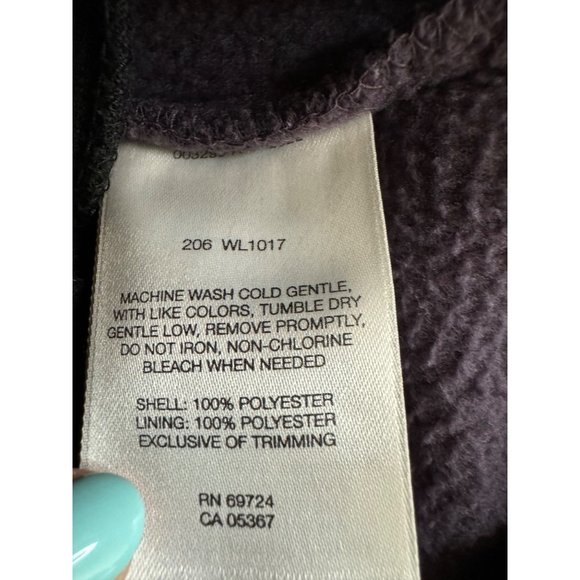 206 WL1017
MACHINE WASH COLD GENTLE,
WITH LIKE COLORS, TUMBLE DRY
GENTLE LOW, REMOVE PROMPTLY,
DO NOT IRON, NON-CHLORINE
BLEACH WHEN NEEDED
SHELL: 100% POLYESTER
LINING: 100% POLYESTER
EXCLUSIVE OF TRIMMING
RN 69724
CA 05367